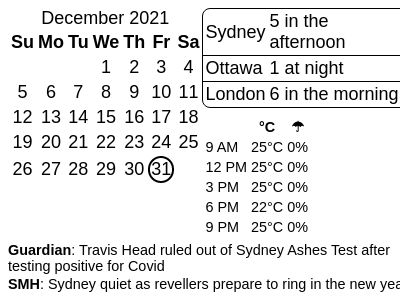 December 2021
Su Mo Tu We Th Fr Sa
1 2 3 4
5 6 7 8 9 10 11
12 13 14 15 16 17 18
19 20 21 22 23 24 25
26 27 28 29 30 31
Sydney 5 in the
afternoon
Ottawa 1 at night
London 6 in the morning
°C ☂
9 AM 25°C 0%
12 PM 25°C 0%
3 PM 25°C 0%
6 PM 22°C 0%
9 PM 25°C 0%
Guardian: Travis Head ruled out of Sydney Ashes Test after
testing positive for Covid
SMH: Sydney quiet as revellers prepare to ring in the new yea